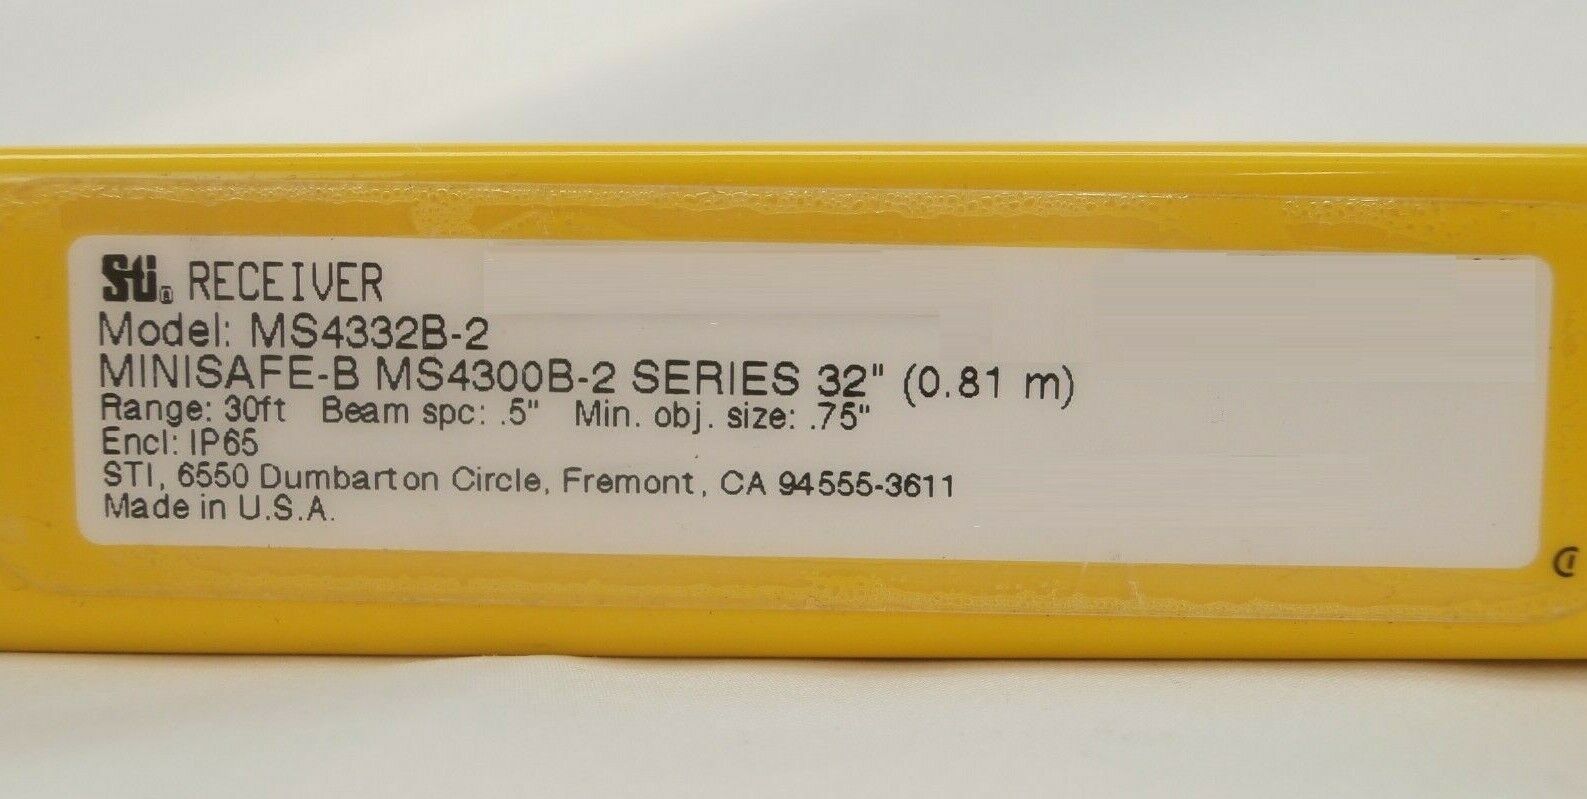 Sti® RECEIVER
Model: MS4332B-2
MINISAFE-B MS4300B-2 SERIES 32" (0.81 m)
Range: 30ft Beam spc: .5" Min. obj. size: .75"
Encl: IP65
STI, 6550 Dumbarton Circle, Fremont, CA 94555-3611
Made in U.S.A.